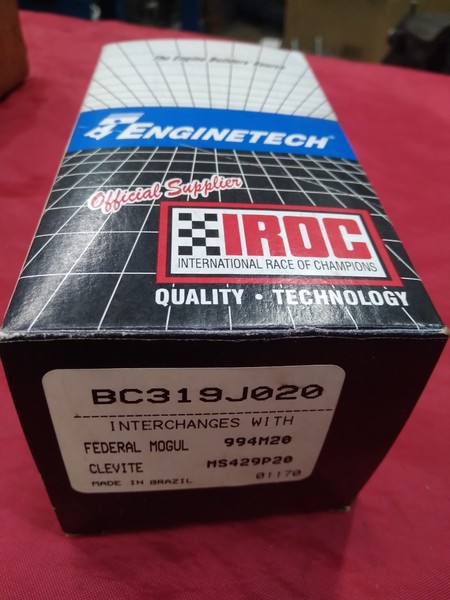 The Engine Builders Source
ENGINETECH®
Official Supplier
IROC
INTERNATIONAL RACE OF CHAMPIONS
QUALITY • TECHNOLOGY
BC319J020
INTERCHANGES WITH
FEDERAL MOGUL 994M20
CLEVITE MS429P20
01170
MADE IN BRAZIL